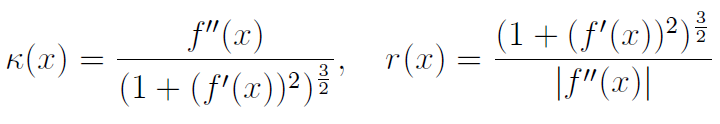 κ(x) = f″(x) / (1 + (f′(x))²)^{3/2}, r(x) = (1 + (f′(x))²)^{3/2} / |f″(x)|